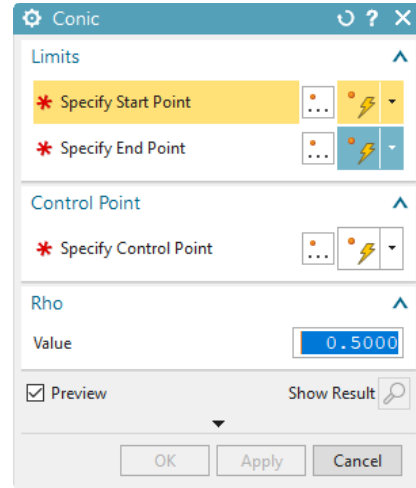 Conic ?
Limits
* Specify Start Point
* Specify End Point
Control Point
* Specify Control Point
Rho
Value 0.5000
Preview Show Result
OK Apply Cancel